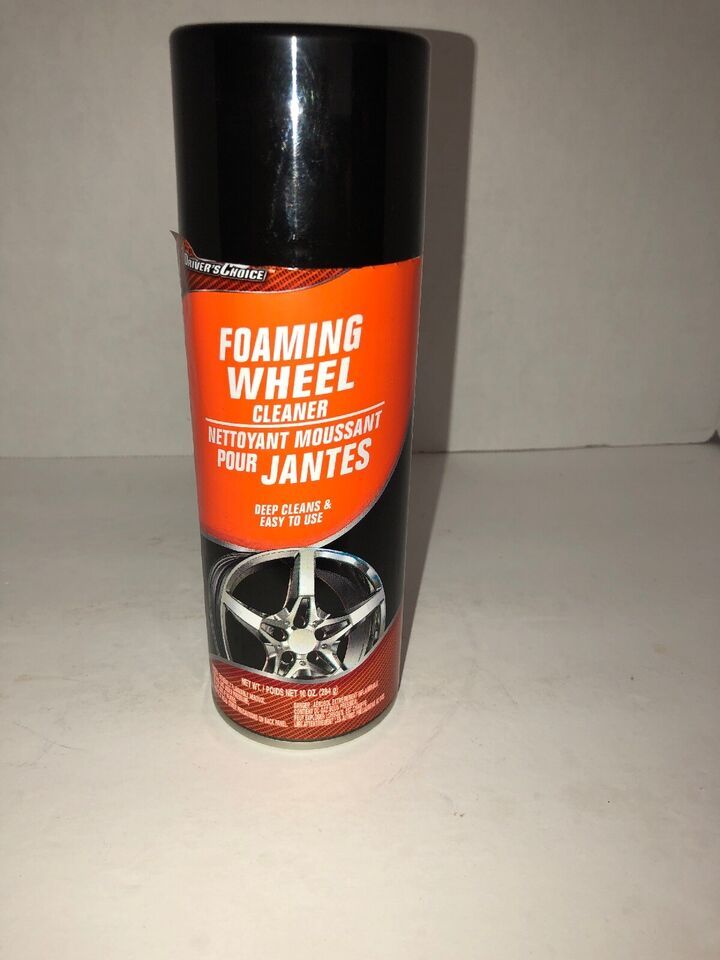 DRIVER'S CHOICE
FOAMING
WHEEL
CLEANER
NETTOYANT MOUSSANT
POUR JANTES
DEEP CLEANS &
EASY TO USE
NET WT. / POIDS NET 10 OZ. (284 g)